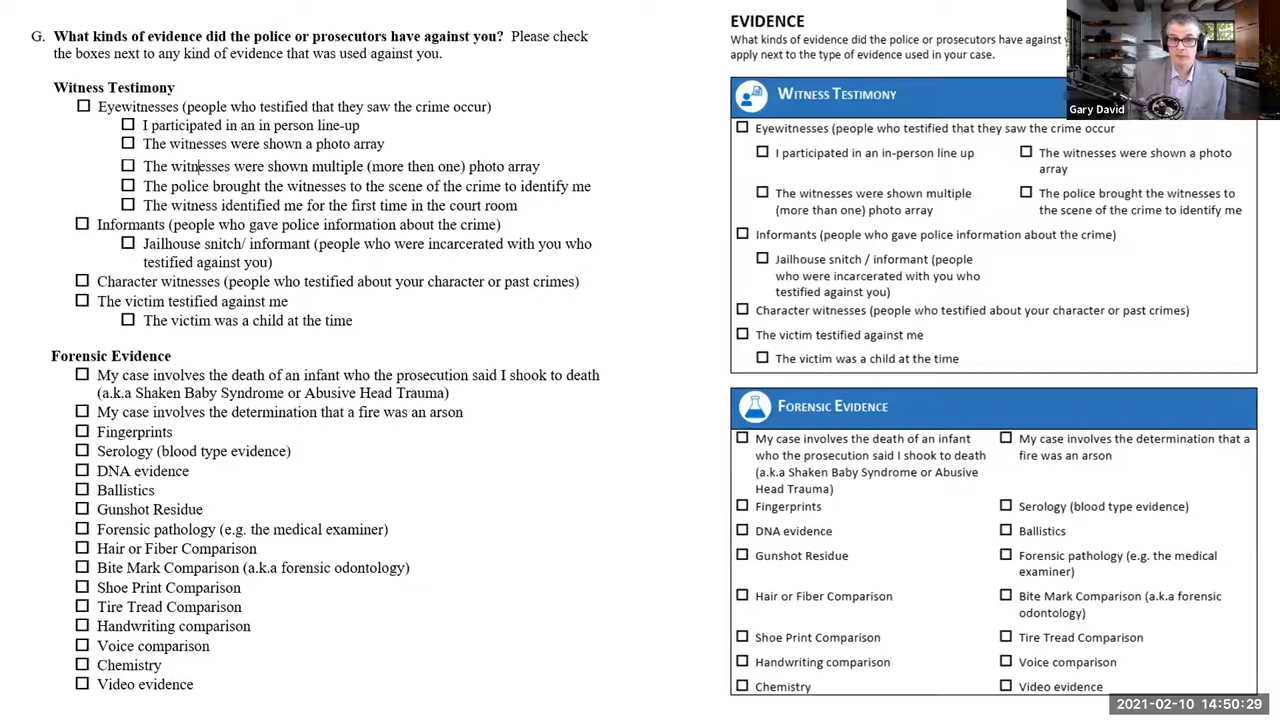 G. What kinds of evidence did the police or prosecutors have against you? Please check
the boxes next to any kind of evidence that was used against you.
Witness Testimony
Eyewitnesses (people who testified that they saw the crime occur)
I participated in an in person line-up
The witnesses were shown a photo array
The witnesses were shown multiple (more then one) photo array
The police brought the witnesses to the scene of the crime to identify me
The witness identified me for the first time in the court room
Informants (people who gave police information about the crime)
Jailhouse snitch/ informant (people who were incarcerated with you who
testified against you)
Character witnesses (people who testified about your character or past crimes)
The victim testified against me
The victim was a child at the time
Forensic Evidence
My case involves the death of an infant who the prosecution said I shook to death
(a.k.a Shaken Baby Syndrome or Abusive Head Trauma)
My case involves the determination that a fire was an arson
Fingerprints
Serology (blood type evidence)
DNA evidence
Ballistics
Gunshot Residue
Forensic pathology (e.g. the medical examiner)
Hair or Fiber Comparison
Bite Mark Comparison (a.k.a forensic odontology)
Shoe Print Comparison
Tire Tread Comparison
Handwriting comparison
Voice comparison
Chemistry
Video evidence
EVIDENCE
What kinds of evidence did the police or prosecutors have against
apply next to the type of evidence used in your case.
WITNESS TESTIMONY
Eyewitnesses (people who testified that they saw the crime occur
I participated in an in-person line up
The witnesses were shown a photo
array
The witnesses were shown multiple
(more than one) photo array
The police brought the witnesses to
the scene of the crime to identify me
Informants (people who gave police information about the crime)
Jailhouse snitch / informant (people
who were incarcerated with you who
testified against you)
Character witnesses (people who testified about your character or past crimes)
The victim testified against me
The victim was a child at the time
FORENSIC EVIDENCE
My case involves the death of an infant
who the prosecution said I shook to death
(a.k.a Shaken Baby Syndrome or Abusive
Head Trauma)
My case involves the determination that a
fire was an arson
Fingerprints
Serology (blood type evidence)
DNA evidence
Ballistics
Gunshot Residue
Forensic pathology (e.g. the medical
examiner)
Hair or Fiber Comparison
Bite Mark Comparison (a.k.a forensic
odontology)
Shoe Print Comparison
Tire Tread Comparison
Handwriting comparison
Voice comparison
Chemistry
Video evidence
Gary David
2021-02-10 14:50:29